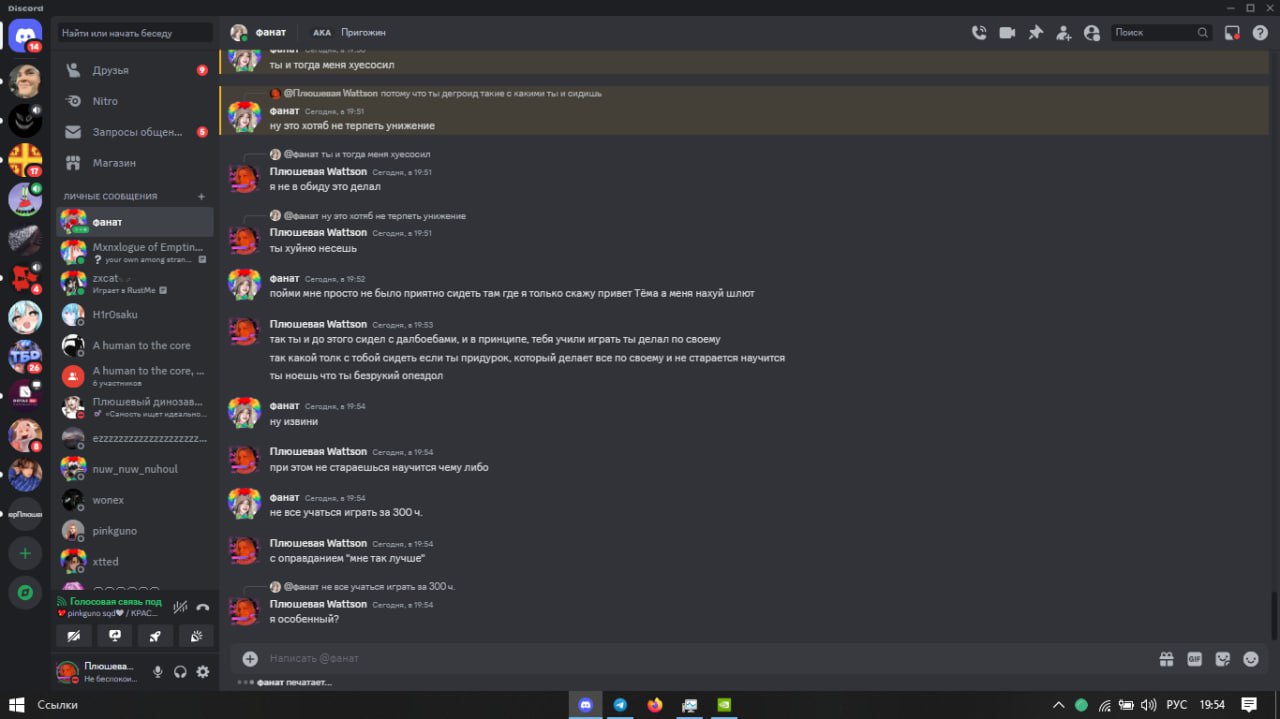 Discord
Найти или начать беседу
фанат
AKA Пригожин
Поиск
14
Друзья
9
Nitro
Запросы общен...
5
Магазин
17
ЛИЧНЫЕ СООБЩЕНИЯ
фанат
Mxnxlogue of Emptin...
? your own among stran...
zxcat
Играет в RustMe
4
H1r0saku
A human to the core
ТБР
26
A human to the core, ...
6 участников
Плюшевый динозав...
«Самость ищет идеально...
ezzzzzzzzzzzzzzzzzzzz...
8
nuw_nuw_nuhoul
wonex
ерПлюшеі
pinkguno
xtted
Голосовая связь под
pinkguno sqd / КРАС...
Плюшева...
Не беспокои...
фанат
ты и тогда меня хуесосил
@Плюшевая Wattson потому что ты дегроид такие с какими ты и сидишь
фанат Сегодня, в 19:51
ну это хотяб не терпеть унижение
@фанат ты и тогда меня хуесосил
Плюшевая Wattson Сегодня, в 19:51
я не в обиду это делал
@фанат ну это хотяб не терпеть унижение
Плюшевая Wattson Сегодня, в 19:51
ты хуйню несешь
фанат Сегодня, в 19:52
пойми мне просто не было приятно сидеть там где я только скажу привет Тёма а меня нахуй шлют
Плюшевая Wattson Сегодня, в 19:53
так ты и до этого сидел с далбоебами, и в принципе, тебя учили играть ты делал по своему
так какой толк с тобой сидеть если ты придурок, который делает все по своему и не старается научится
ты ноешь что ты безрукий опездол
фанат Сегодня, в 19:54
ну извини
Плюшевая Wattson Сегодня, в 19:54
при этом не стараешься научится чему либо
фанат Сегодня, в 19:54
не все учаться играть за 300 ч.
Плюшевая Wattson Сегодня, в 19:54
с оправданием "мне так лучше"
@фанат не все учаться играть за 300 ч.
Плюшевая Wattson Сегодня, в 19:54
я особенный?
Написать @фанат
GIF
фанат печатает...
Ссылки
РУС
19:54